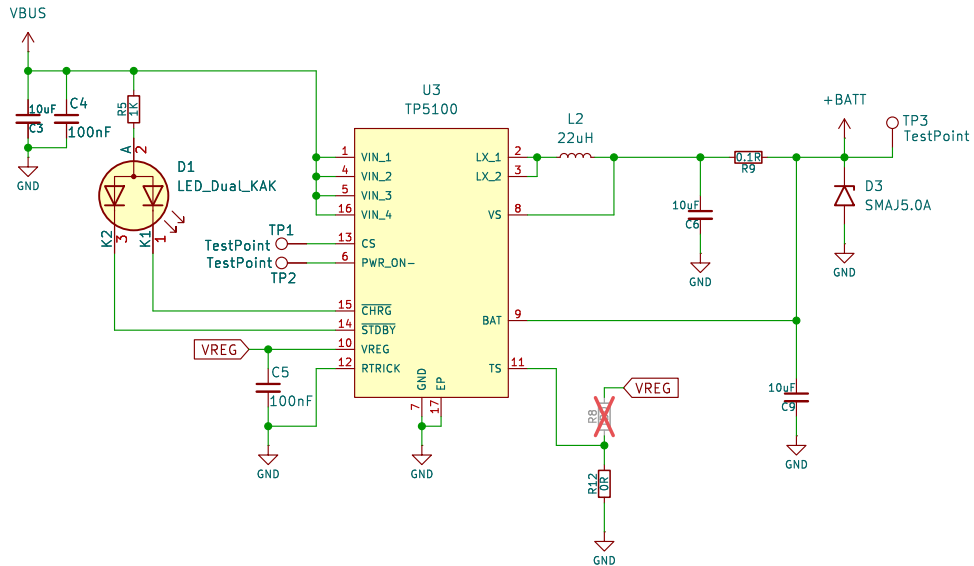 VBUS
10uF
C3
C4
100nF
R5
1K
A
2
D1
LED_Dual_KAK
K2
3
K1
1
TP1
TestPoint
TestPoint
TP2
U3
TP5100
1
VIN_1
4
VIN_2
5
VIN_3
16
VIN_4
13
CS
6
PWR_ON-
15
CHRG
14
STDBY
10
VREG
12
RTRICK
LX_1
2
LX_2
3
VS
8
BAT
9
TS
11
GND
7
EP
17
L2
22uH
0.1R
R9
+BATT
TP3
TestPoint
D3
SMAJ5.0A
10uF
C6
GND
GND
GND
VREG
C5
100nF
GND
GND
VREG
R8
R12
0R
GND
10uF
C9
GND